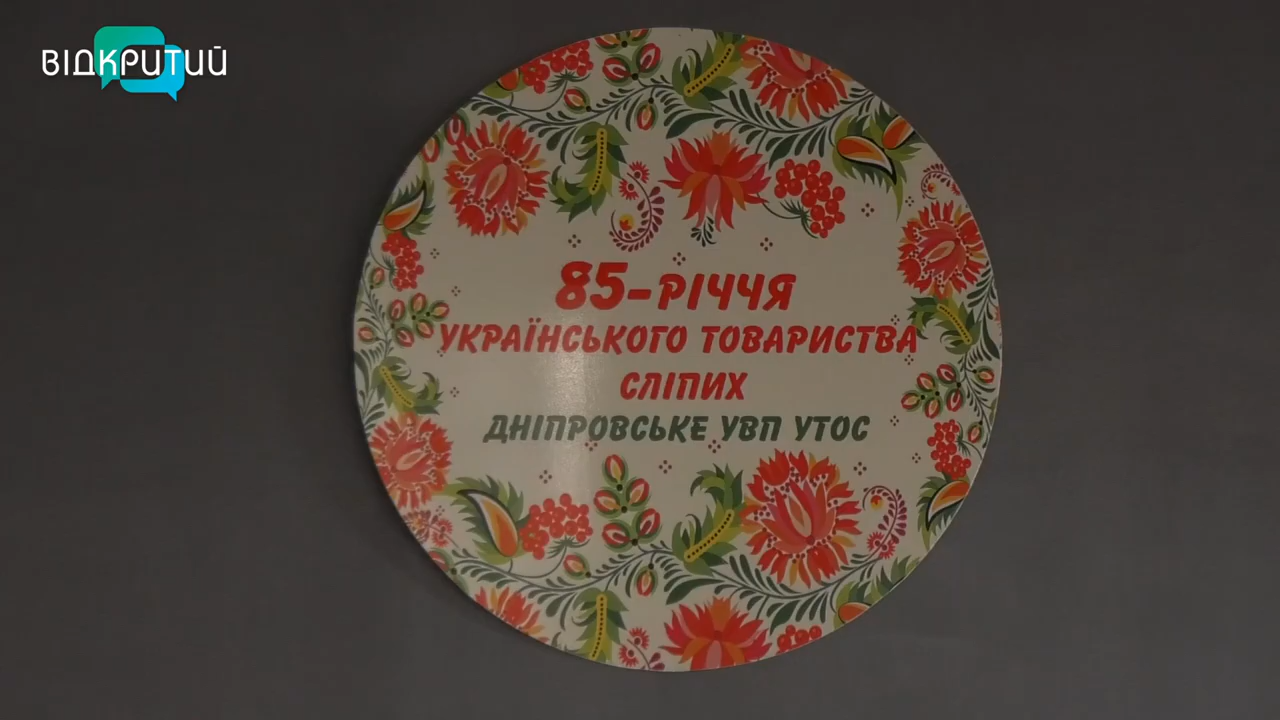 ВІДКРИТИЙ
85-РІЧЧЯ
УКРАЇНСЬКОГО ТОВАРИСТВА
СЛІПИХ
ДНІПРОВСЬКЕ УВП УТОС